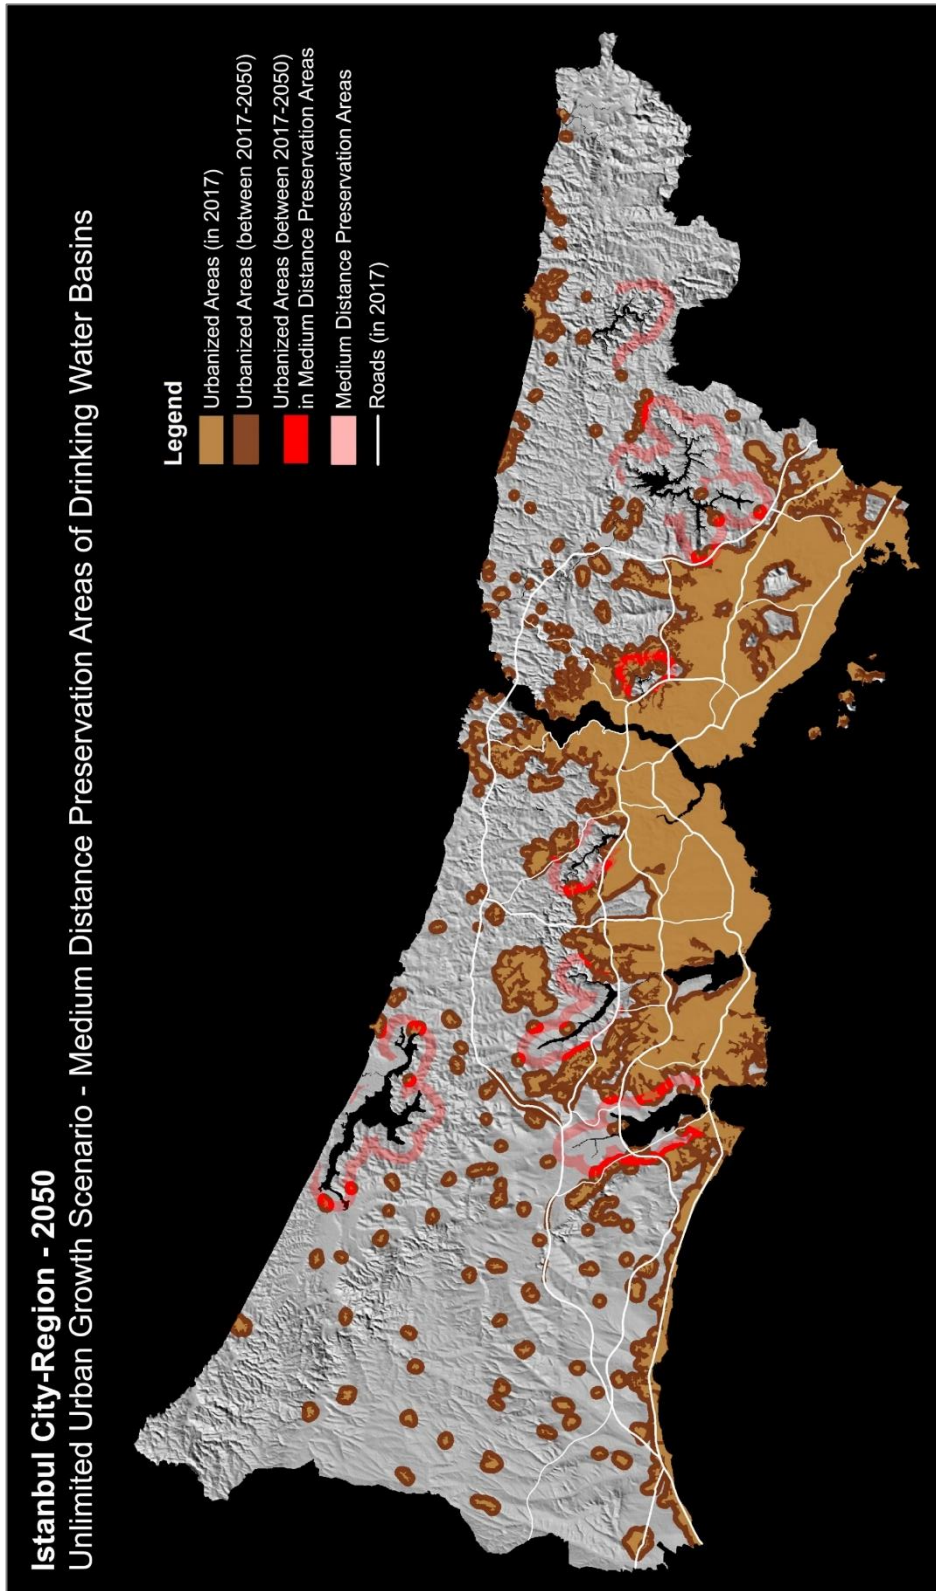 Istanbul City-Region - 2050
Unlimited Urban Growth Scenario - Medium Distance Preservation Areas of Drinking Water Basins
Legend
Urbanized Areas (in 2017)
Urbanized Areas (between 2017-2050)
Urbanized Areas (between 2017-2050)
in Medium Distance Preservation Areas
Medium Distance Preservation Areas
Roads (in 2017)